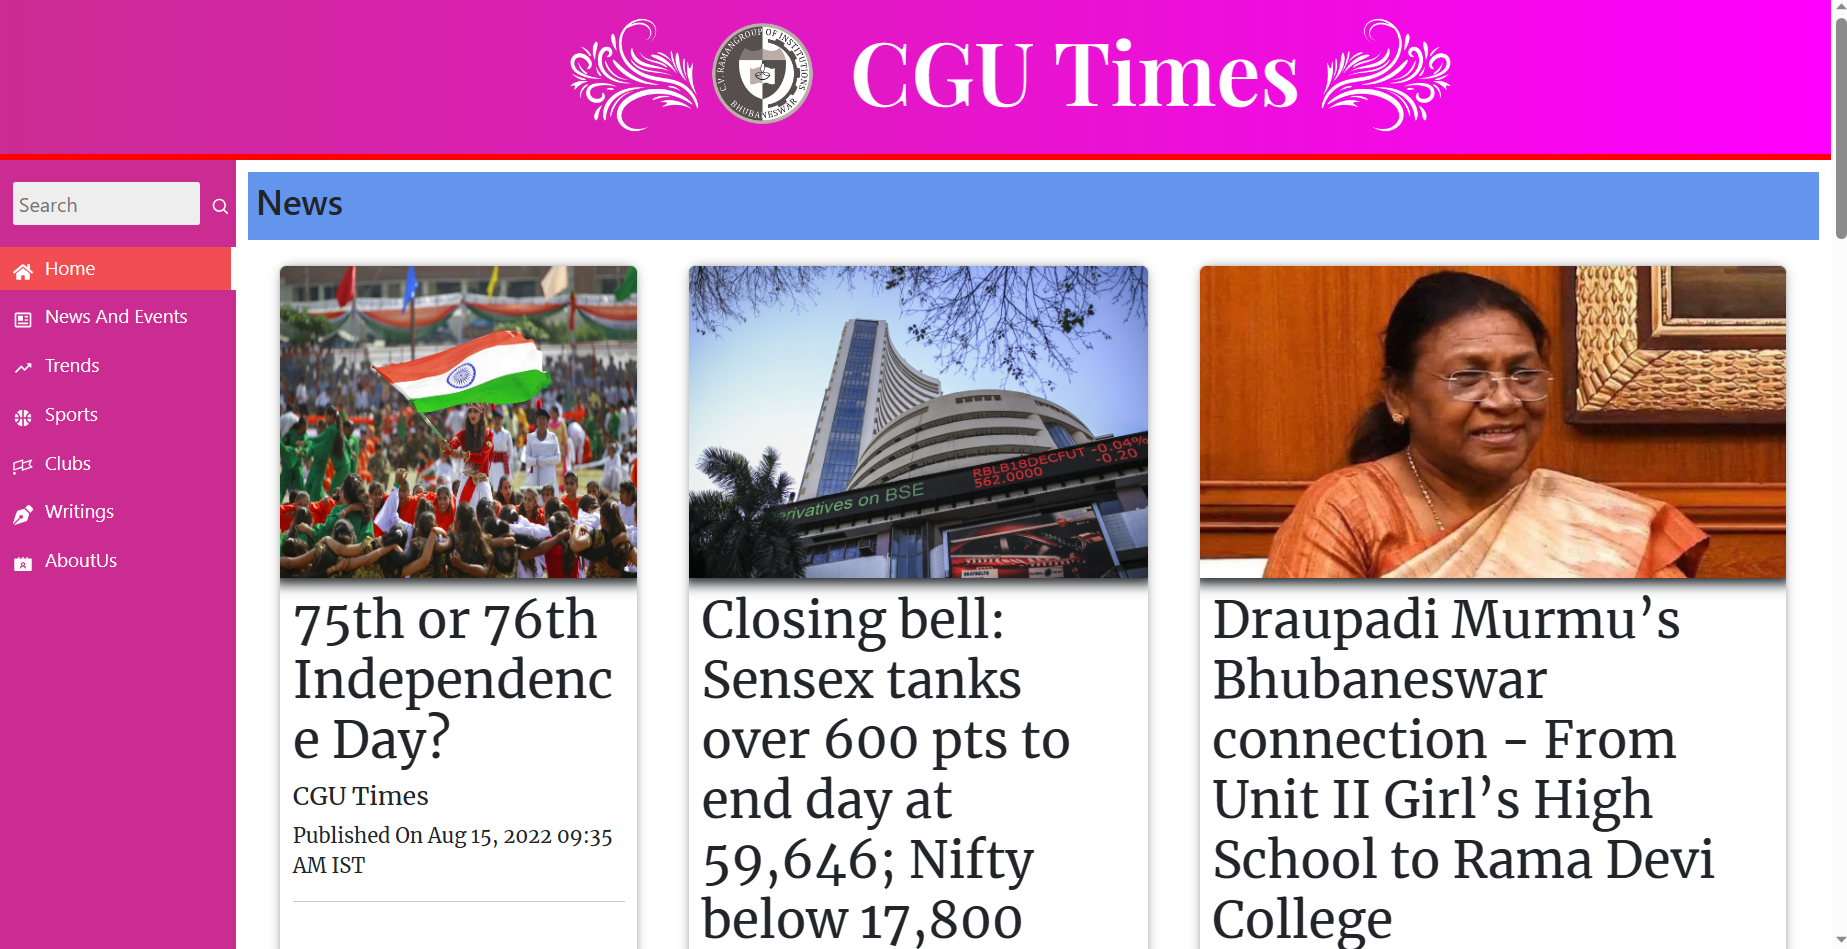 C.V. RAMAN GROUP OF INSTITUTIONS
BHUBANESWAR
CGU Times
Search
Home
News And Events
Trends
Sports
Clubs
Writings
AboutUs
News
RBLB18DECFUT -0.04%
562.0000 -0.20
erivatives on BSE
75th or 76th
Independenc
e Day?
CGU Times
Published On Aug 15, 2022 09:35
AM IST
Closing bell:
Sensex tanks
over 600 pts to
end day at
59,646; Nifty
below 17,800
Draupadi Murmu’s
Bhubaneswar
connection - From
Unit II Girl’s High
School to Rama Devi
College